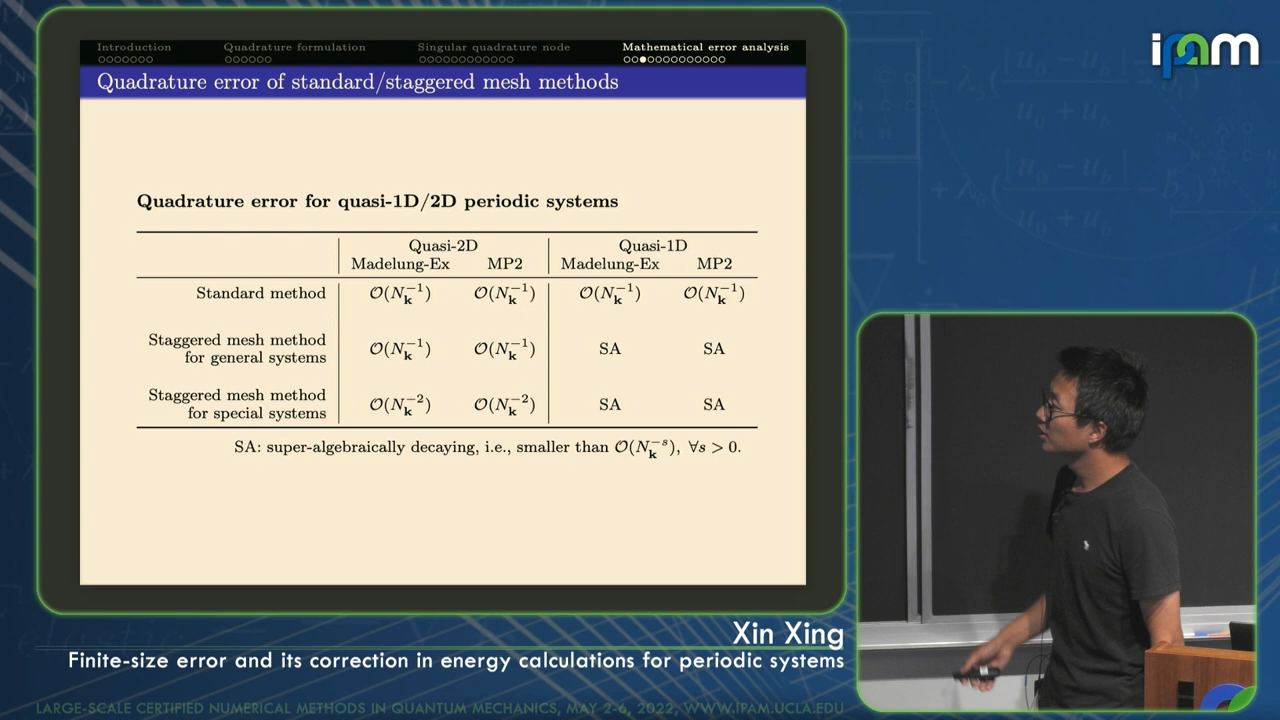 Introduction Quadrature formulation Singular quadrature node Mathematical error analysis
Quadrature error of standard/staggered mesh methods
Quadrature error for quasi-1D/2D periodic systems
Quasi-2D Quasi-1D
Madelung-Ex MP2 Madelung-Ex MP2
Standard method 𝒪(N_𝐤^{-1}) 𝒪(N_𝐤^{-1}) 𝒪(N_𝐤^{-1}) 𝒪(N_𝐤^{-1})
Staggered mesh method
for general systems 𝒪(N_𝐤^{-1}) 𝒪(N_𝐤^{-1}) SA SA
Staggered mesh method
for special systems 𝒪(N_𝐤^{-2}) 𝒪(N_𝐤^{-2}) SA SA
SA: super-algebraically decaying, i.e., smaller than 𝒪(N_𝐤^{-s}), ∀s > 0.
ipam
Xin Xing
Finite-size error and its correction in energy calculations for periodic systems
LARGE-SCALE CERTIFIED NUMERICAL METHODS IN QUANTUM MECHANICS, MAY 2-6, 2022, WWW.IPAM.UCLA.EDU